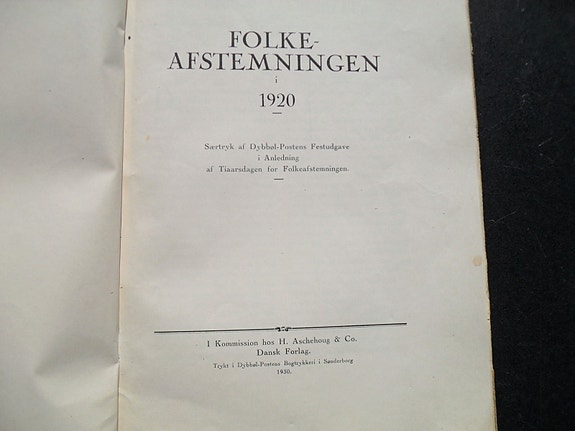 FOLKE-
AFSTEMNINGEN
i
1920
Særtryk af Dybbøl-Postens Festudgave
i Anledning
af Tiaarsdagen for Folkeafstemningen.
I Kommission hos H. Aschehoug & Co.
Dansk Forlag.
Trykt i Dybbøl-Postens Bogtrykkeri i Sønderborg
1930.